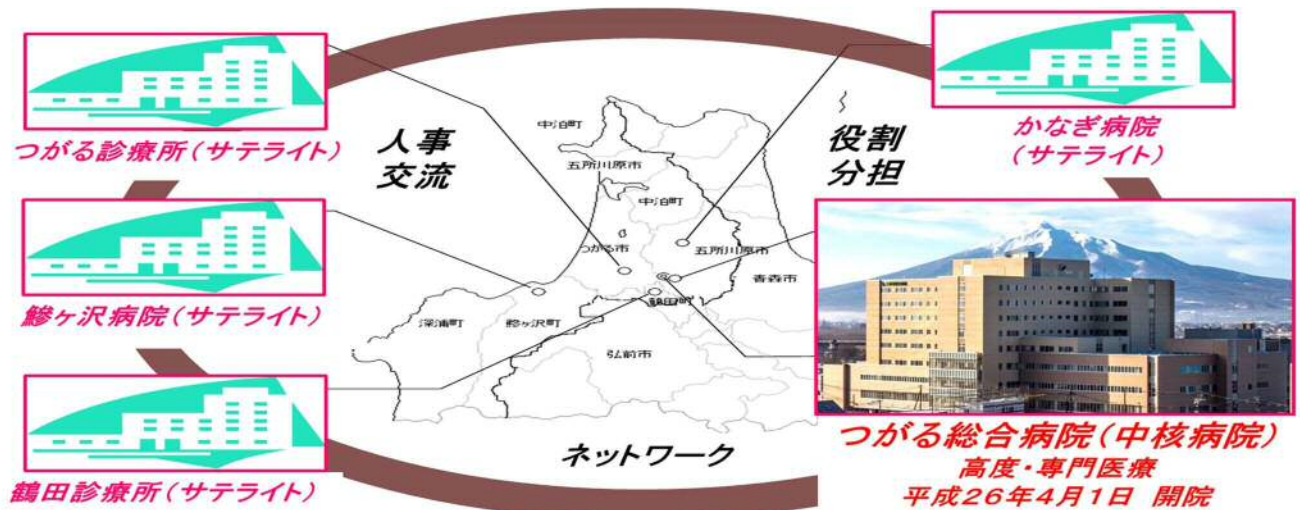 つがる診療所(サテライト)
鰺ヶ沢病院(サテライト)
鶴田診療所(サテライト)
人事
交流
役割
分担
ネットワーク
中泊町
五所川原市
中泊町
つがる市
五所川原市
青森市
鶴田町
深浦町
鰺ヶ沢町
弘前市
かなぎ病院
(サテライト)
つがる総合病院(中核病院)
高度・専門医療
平成26年4月1日 開院